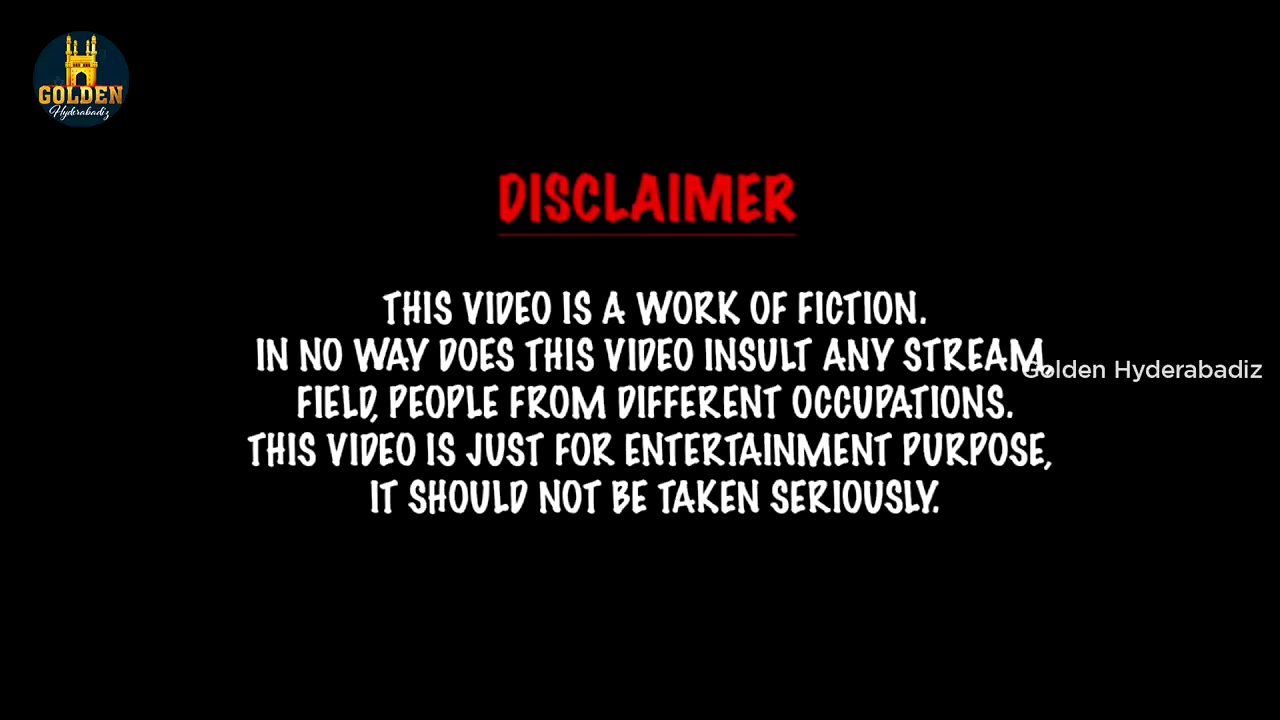 GOLDEN
Hyderabadiz
DISCLAIMER
THIS VIDEO IS A WORK OF FICTION.
IN NO WAY DOES THIS VIDEO INSULT ANY STREAM,
Golden Hyderabadiz
FIELD, PEOPLE FROM DIFFERENT OCCUPATIONS.
THIS VIDEO IS JUST FOR ENTERTAINMENT PURPOSE,
IT SHOULD NOT BE TAKEN SERIOUSLY.